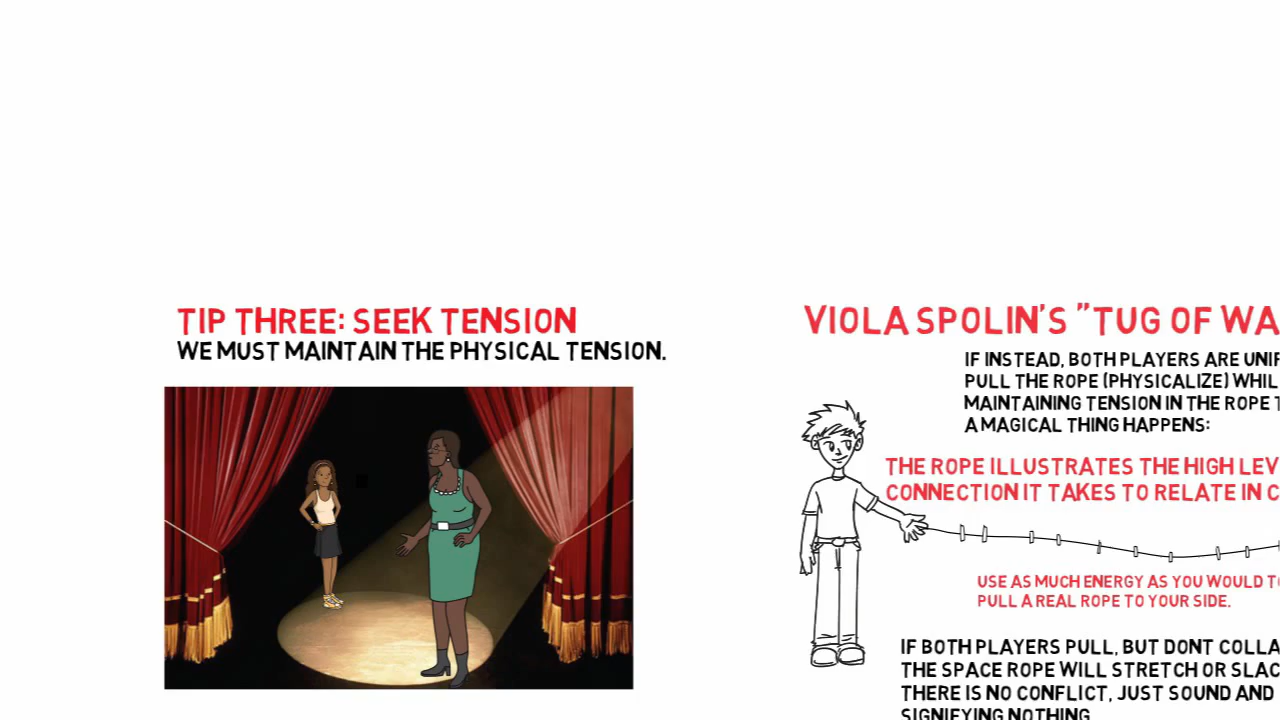 TIP THREE: SEEK TENSION
WE MUST MAINTAIN THE PHYSICAL TENSION.
VIOLA SPOLIN'S "TUG OF WA
IF INSTEAD, BOTH PLAYERS ARE UNIF
PULL THE ROPE (PHYSICALIZE) WHIL
MAINTAINING TENSION IN THE ROPE T
A MAGICAL THING HAPPENS:
THE ROPE ILLUSTRATES THE HIGH LEV
CONNECTION IT TAKES TO RELATE IN C
USE AS MUCH ENERGY AS YOU WOULD TO
PULL A REAL ROPE TO YOUR SIDE.
IF BOTH PLAYERS PULL, BUT DONT COLLA
THE SPACE ROPE WILL STRETCH OR SLAC
THERE IS NO CONFLICT, JUST SOUND AND
SIGNIFYING NOTHING